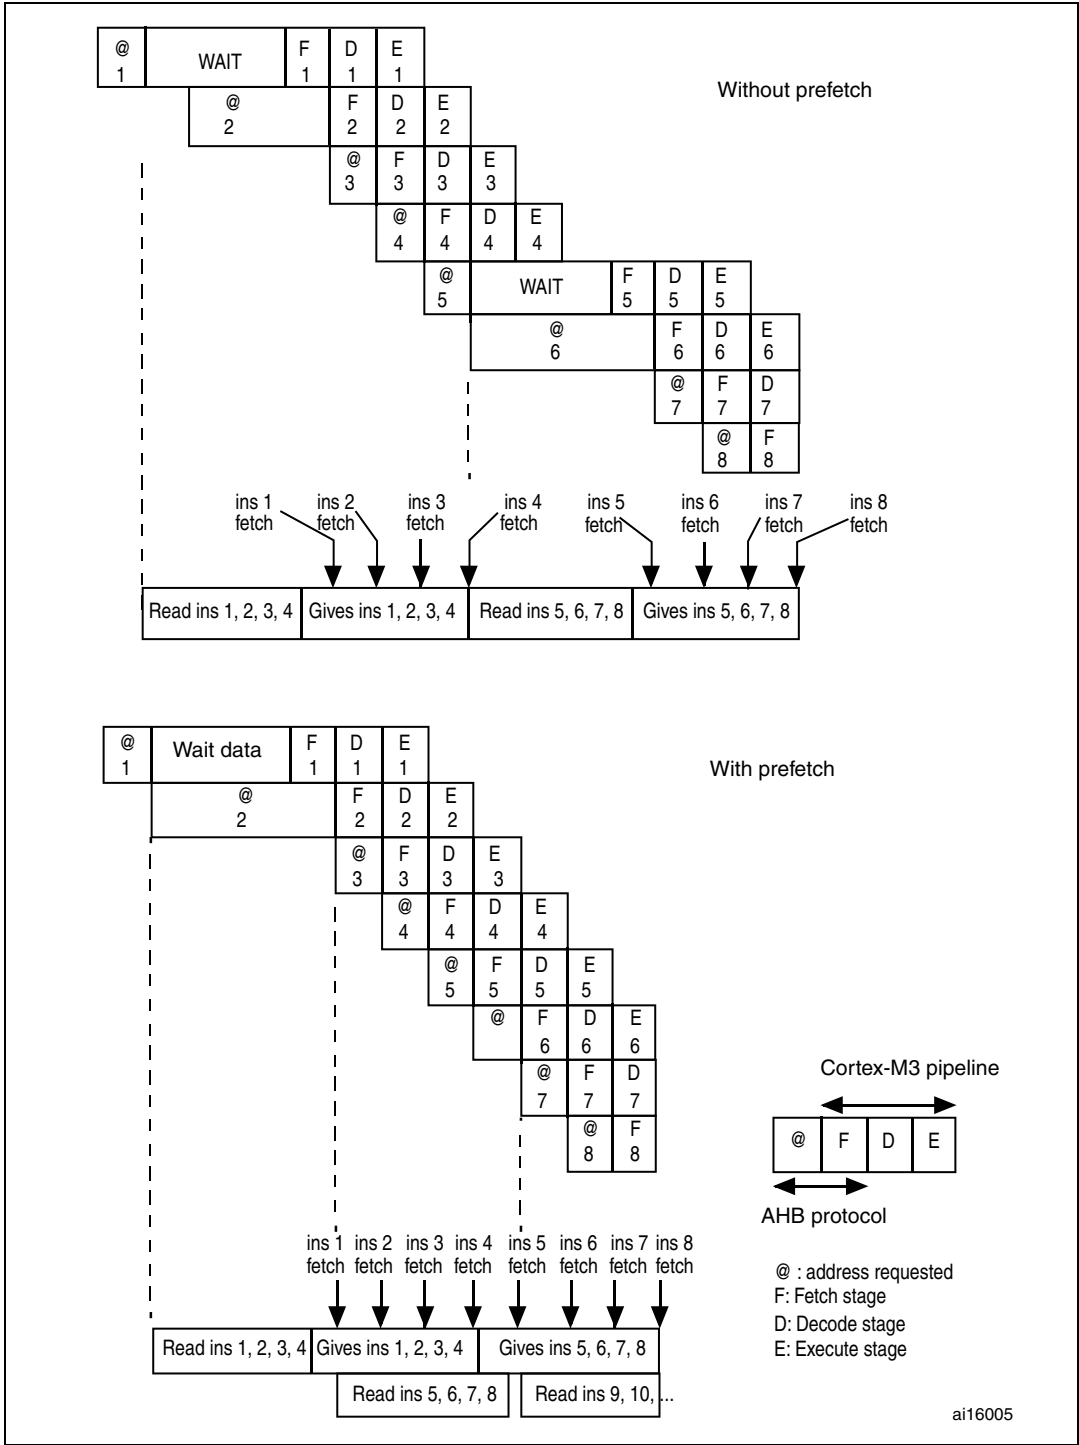 @ 1 WAIT F 1 D 1 E 1
Without prefetch
@ 2 F 2 D 2 E 2
@ 3 F 3 D 3 E 3
@ 4 F 4 D 4 E 4
@ 5 WAIT F 5 D 5 E 5
@ 6 F 6 D 6 E 6
@ 7 F 7 D 7
@ 8 F 8
ins 1 fetch
ins 2 fetch
ins 3 fetch
ins 4 fetch
ins 5 fetch
ins 6 fetch
ins 7 fetch
ins 8 fetch
Read ins 1, 2, 3, 4
Gives ins 1, 2, 3, 4
Read ins 5, 6, 7, 8
Gives ins 5, 6, 7, 8
@ 1 Wait data F 1 D 1 E 1
With prefetch
@ 2 F 2 D 2 E 2
@ 3 F 3 D 3 E 3
@ 4 F 4 D 4 E 4
@ 5 F 5 D 5 E 5
@ F 6 D 6 E 6
@ 7 F 7 D 7
@ 8 F 8
Cortex-M3 pipeline
@ F D E
AHB protocol
@ : address requested
F: Fetch stage
D: Decode stage
E: Execute stage
ins 1 fetch
ins 2 fetch
ins 3 fetch
ins 4 fetch
ins 5 fetch
ins 6 fetch
ins 7 fetch
ins 8 fetch
Read ins 1, 2, 3, 4
Gives ins 1, 2, 3, 4
Gives ins 5, 6, 7, 8
Read ins 5, 6, 7, 8
Read ins 9, 10, ...
ai16005